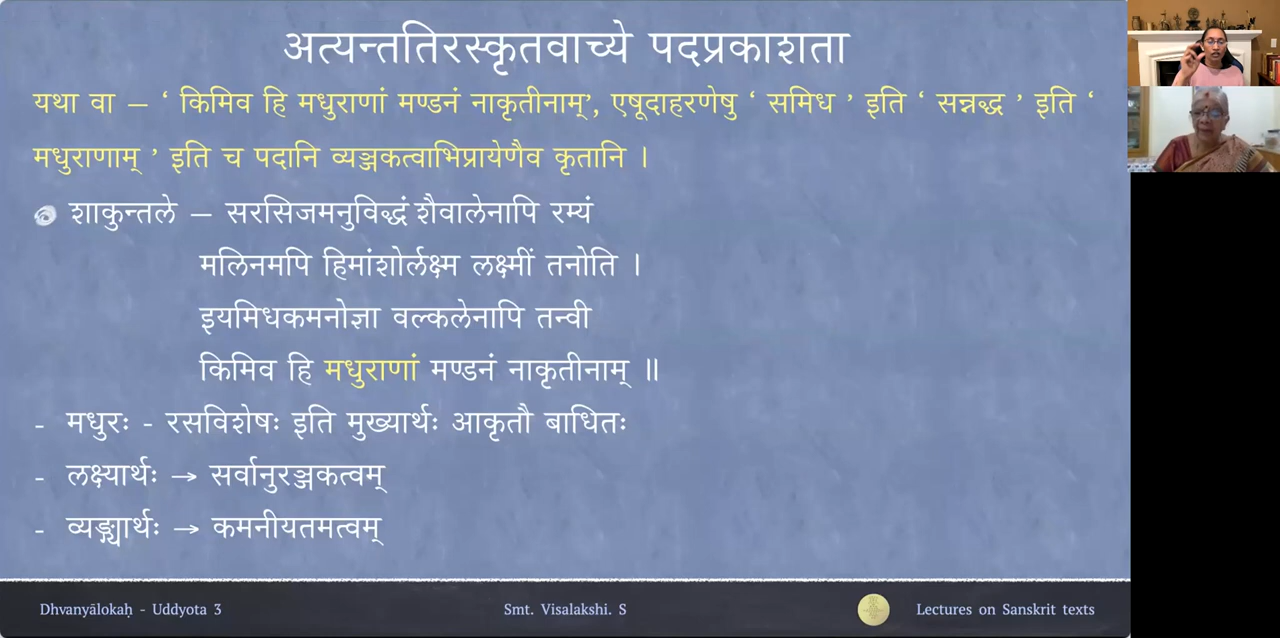 अत्यन्ततिरस्कृतवाच्ये पदप्रकाशता
यथा वा – ‘ किमिव हि मधुराणां मण्डनं नाकृतीनाम्’, एषूदाहरणेषु ‘ समिध ’ इति ‘ सन्नद्ध ’ इति ‘
मधुराणाम् ’ इति च पदानि व्यञ्जकत्वाभिप्रायेणैव कृतानि ।
शाकुन्तले – सरसिजमनुविद्धं शैवालेनापि रम्यं
मलिनमपि हिमांशोर्लक्ष्म लक्ष्मीं तनोति ।
इयमिधकमनोज्ञा वल्कलेनापि तन्वी
किमिव हि मधुराणां मण्डनं नाकृतीनाम् ॥
- मधुरः - रसविशेषः इति मुख्यार्थः आकृतौ बाधितः
- लक्ष्यार्थः → सर्वानुरञ्जकत्वम्
- व्यङ्ग्यार्थः → कमनीयतमत्वम्
Dhvanyālokaḥ - Uddyota 3 Smt. Visalakshi. S Lectures on Sanskrit texts